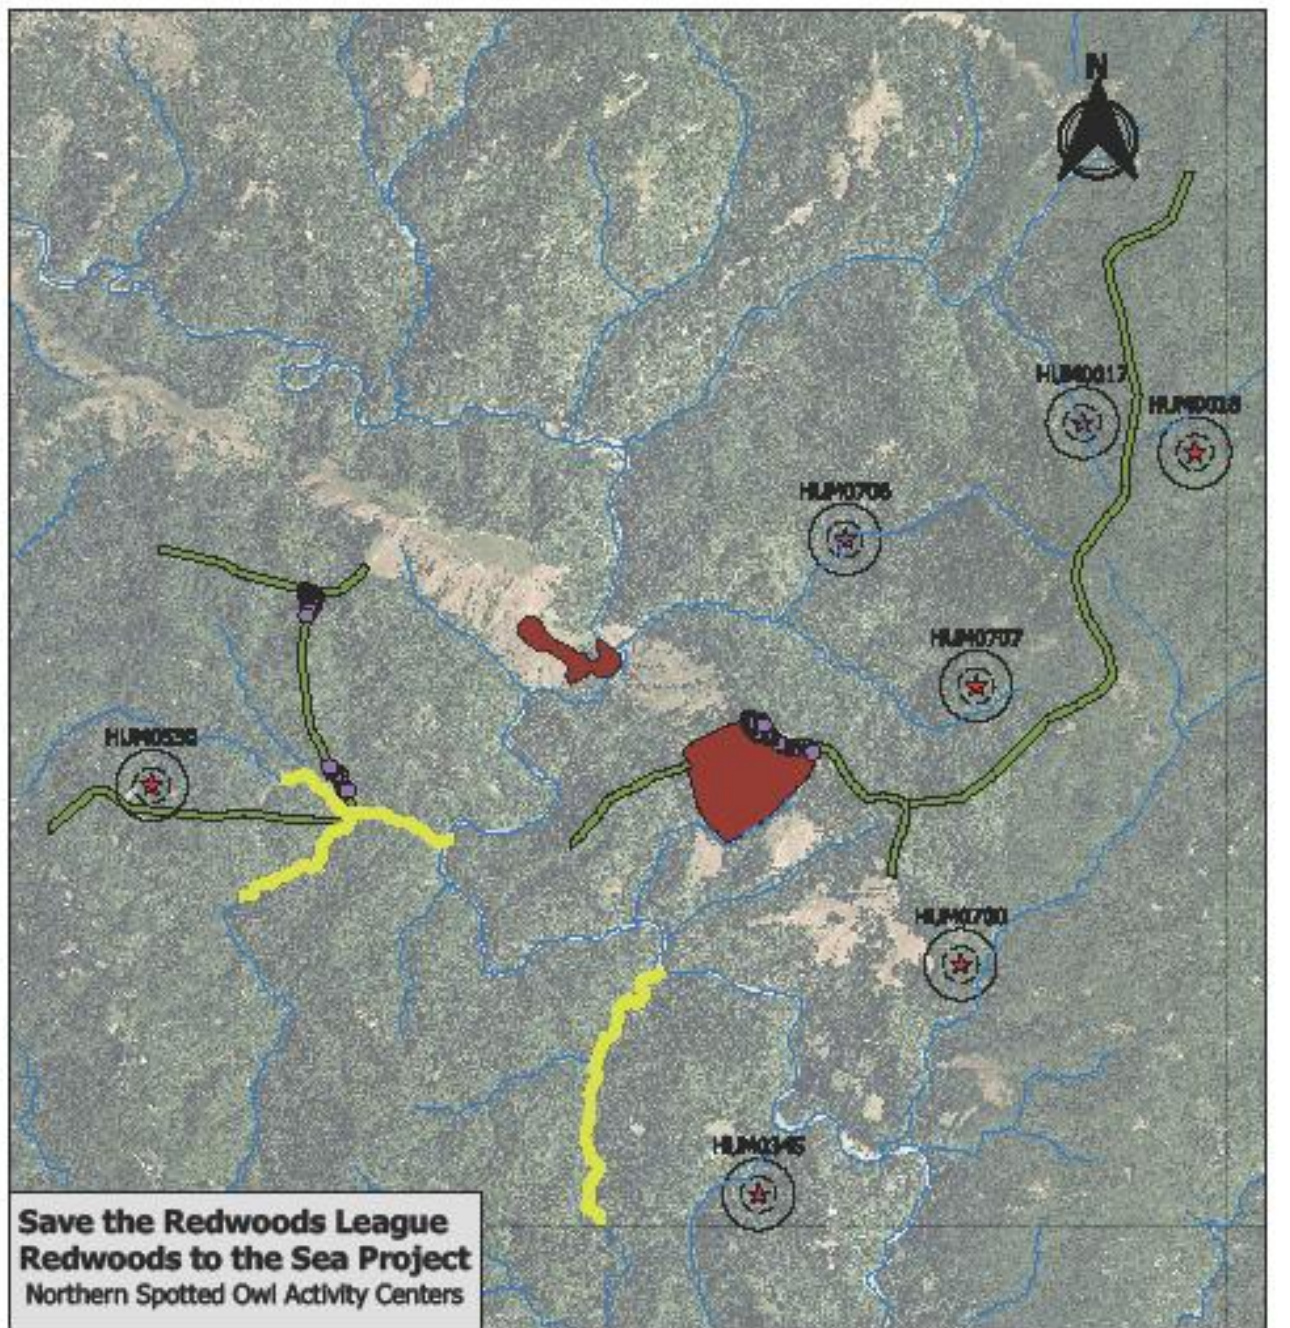 N
HUM0017
HUM0018
HUM0706
HUM0707
HUM0700
Save the Redwoods League
Redwoods to the Sea Project
Northern Spotted Owl Activity Centers